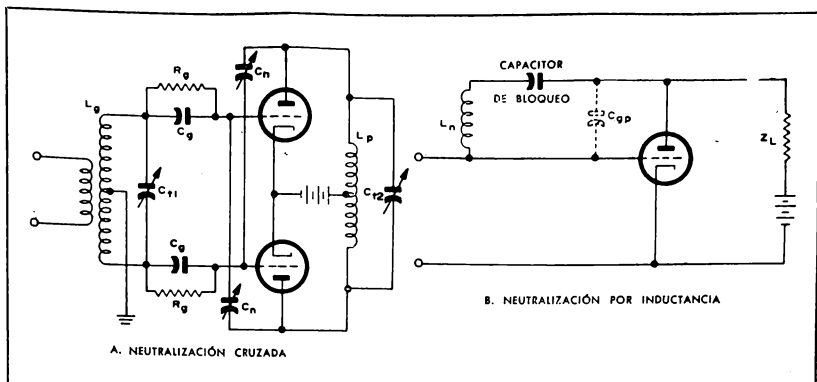 Rg
Cn
Lg
Cg
Ct1
Lp
Ct2
Cg
Rg
Cn
A. NEUTRALIZACIÓN CRUZADA
CAPACITOR
DE BLOQUEO
Ln
Cgp
ZL
B. NEUTRALIZACIÓN POR INDUCTANCIA